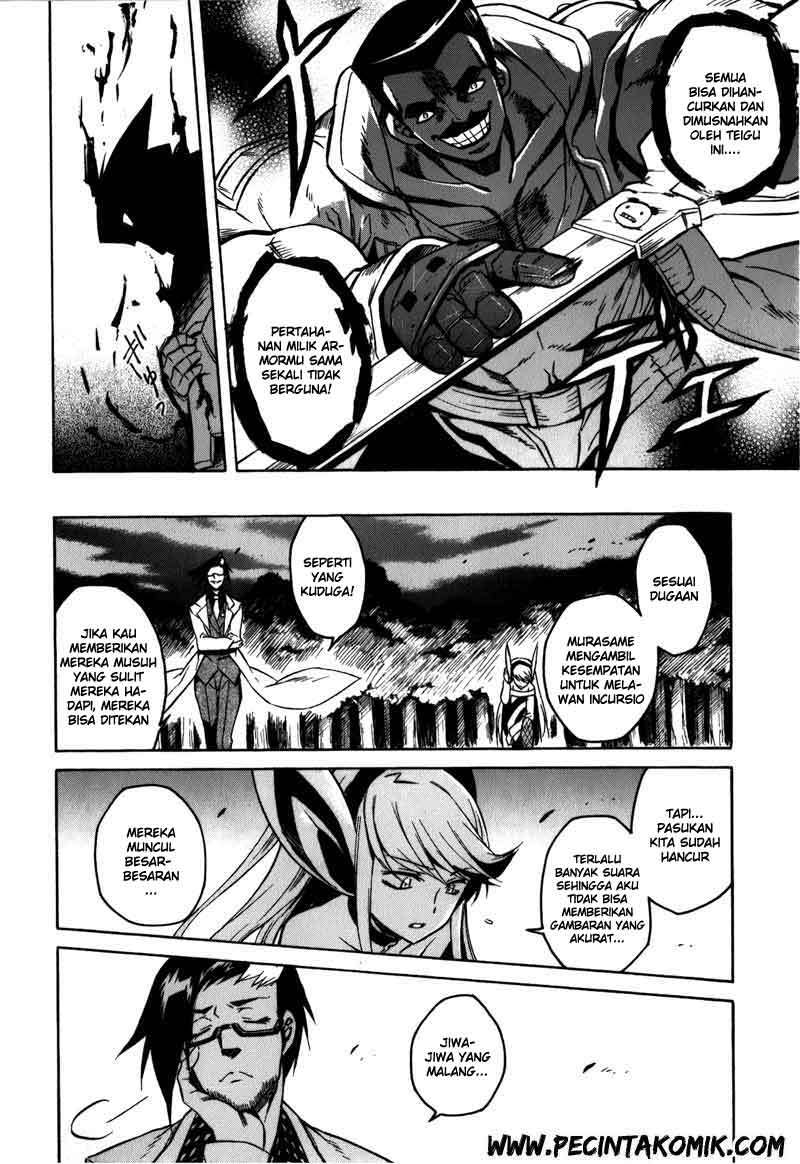 SEMUA
BISA DIHAN-
CURKAN DAN
DIMUSNAHKAN
OLEH TEIGU
INI....
PERTAHA-
NAN MILIK AR-
MORMU SAMA
SEKALI TIDAK
BERGUNA!
SESUAI
DUGAAN
MURASAME
MENGAMBIL
KESEMPATAN
UNTUK MELA-
WAN INCURSIO
SEPERTI
YANG
KUDUGA!
JIKA KAU
MEMBERIKAN
MEREKA MUSUH
YANG SULIT
MEREKA HA-
DAPI, MEREKA
BISA DITEKAN
TAPI...
PASUKAN
KITA SUDAH
HANCUR
TERLALU
BANYAK SUARA
SEHINGGA AKU
TIDAK BISA
MEMBERIKAN
GAMBARAN YANG
AKURAT...
MEREKA
MUNCUL
BESAR-
BESARAN
...
JIWA-
JIWA YANG
MALANG...
WWW.PECINTAKOMIK.COM